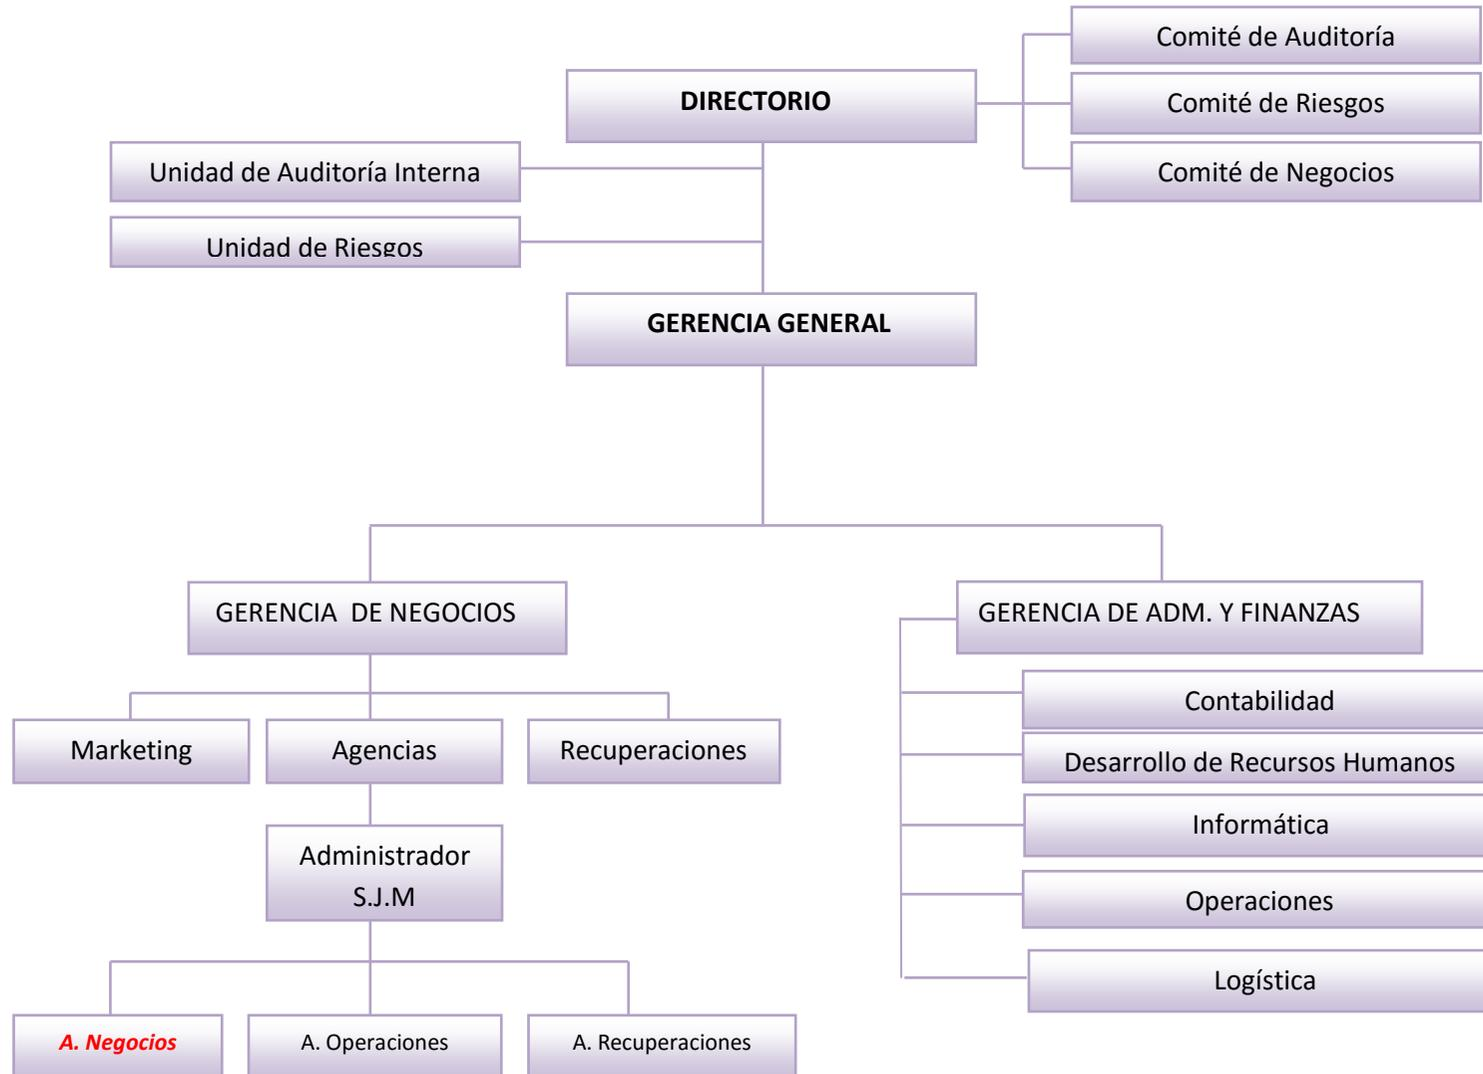 Comité de Auditoría
DIRECTORIO
Comité de Riesgos
Unidad de Auditoría Interna
Comité de Negocios
Unidad de Riesgos
GERENCIA GENERAL
GERENCIA  DE NEGOCIOS
GERENCIA DE ADM. Y FINANZAS
Contabilidad
Marketing
Agencias
Recuperaciones
Desarrollo de Recursos Humanos
Informática
Administrador
S.J.M
Operaciones
Logística
A. Negocios
A. Operaciones
A. Recuperaciones